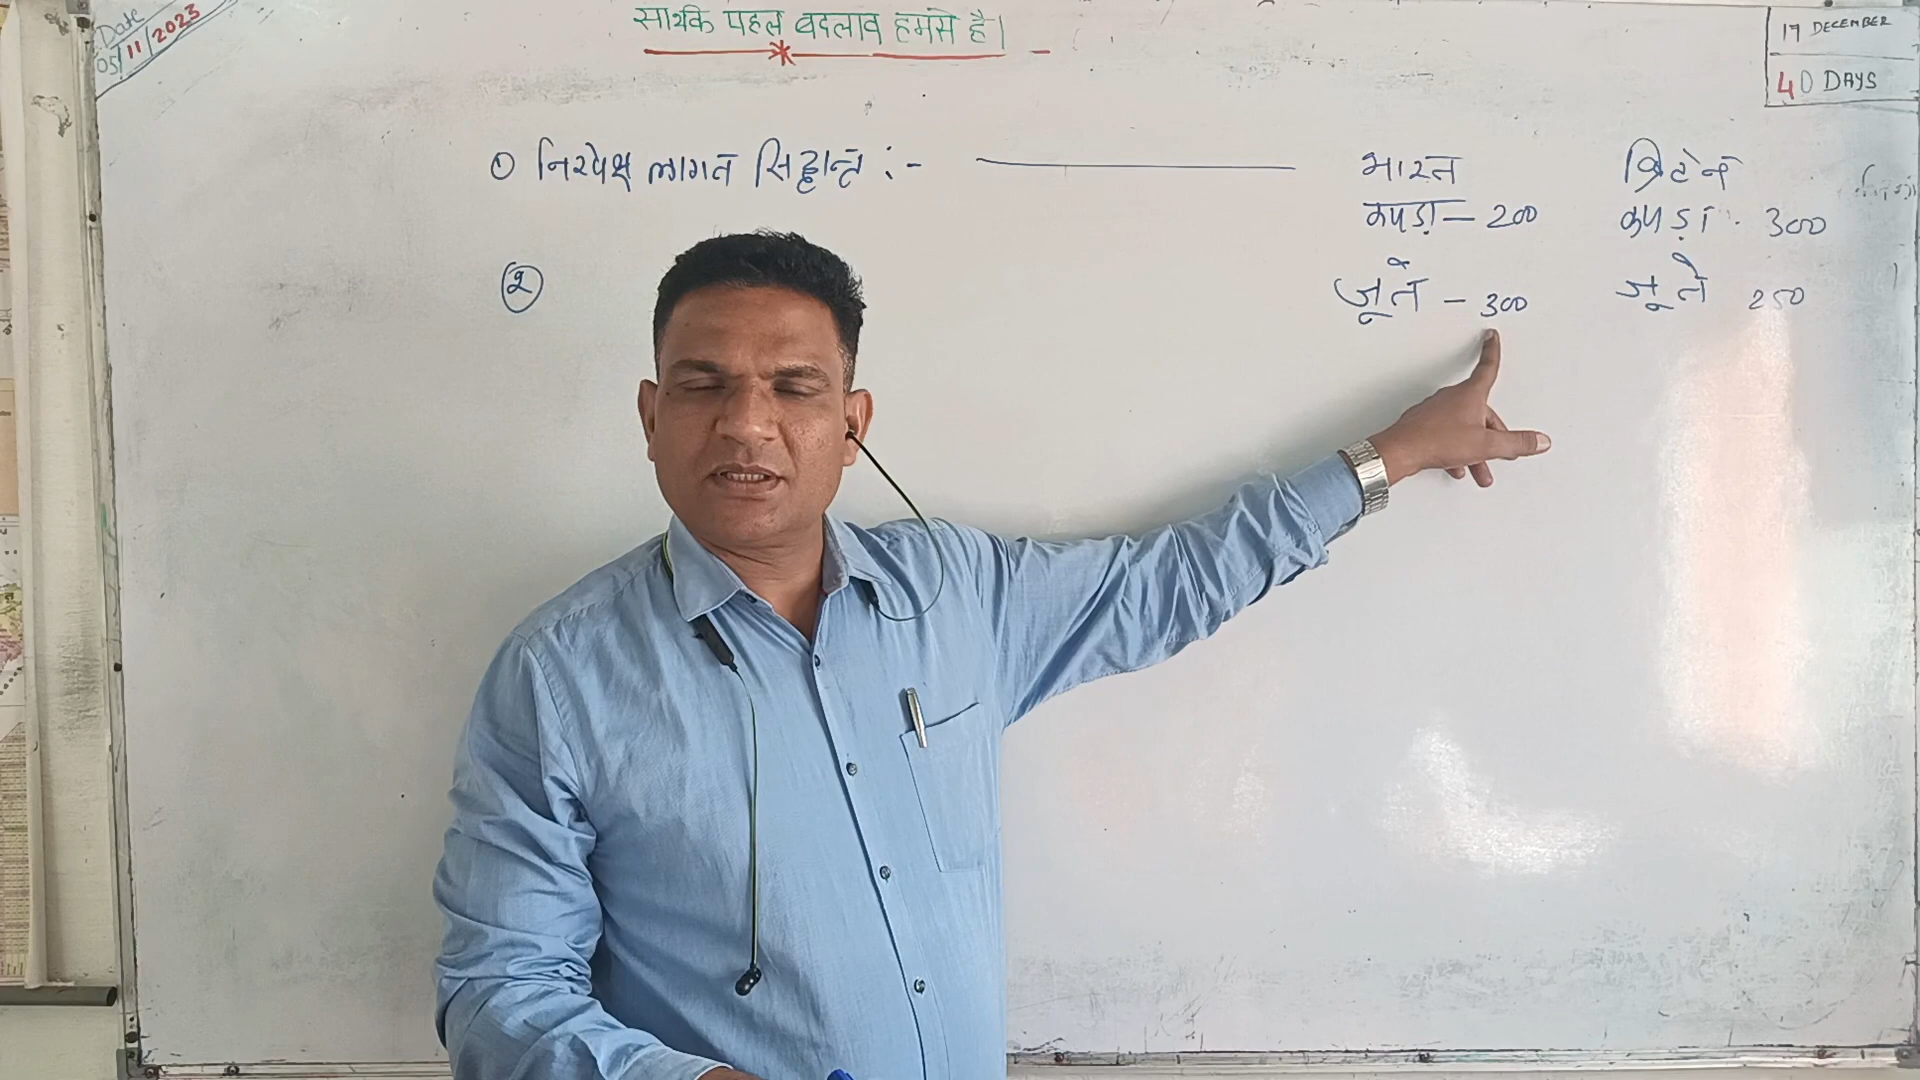 Date
05/11/2023
सार्थक पहल बदलाव हमसे है।
17 DECEMBER
40 DAYS
① निरपेक्ष लागत सिद्धान्त :-
भारत
कपड़ा - 200
जूते - 300
ब्रिटेन
कपड़ा - 300
जूते 250
②